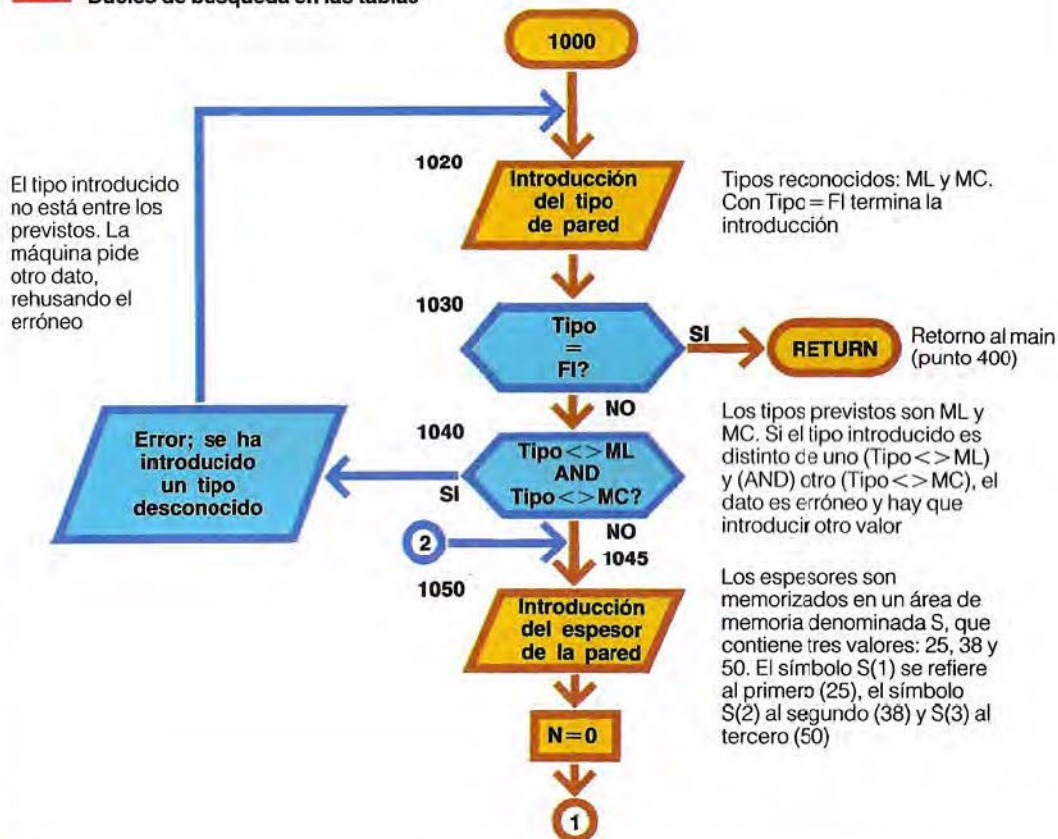 Bucles de búsqueda en las tablas
1000
1020
Introducción
del tipo
de pared
Tipos reconocidos: ML y MC.
Con Tipo = FI termina la
introducción
El tipo introducido
no está entre los
previstos. La
máquina pide
otro dato,
rehusando el
erróneo
1030
Tipo
=
FI?
SI
RETURN
Retorno al main
(punto 400)
NO
1040
Tipo<>ML
AND
Tipo<>MC?
SI
Error; se ha
introducido
un tipo
desconocido
Los tipos previstos son ML y
MC. Si el tipo introducido es
distinto de uno (Tipo<>ML)
y (AND) otro (Tipo<>MC), el
dato es erróneo y hay que
introducir otro valor
NO
2
1045
1050
Introducción
del espesor
de la pared
Los espesores son
memorizados en un área de
memoria denominada S, que
contiene tres valores: 25, 38 y
50. El símbolo S(1) se refiere
al primero (25), el símbolo
S(2) al segundo (38) y S(3) al
tercero (50)
N=0
1